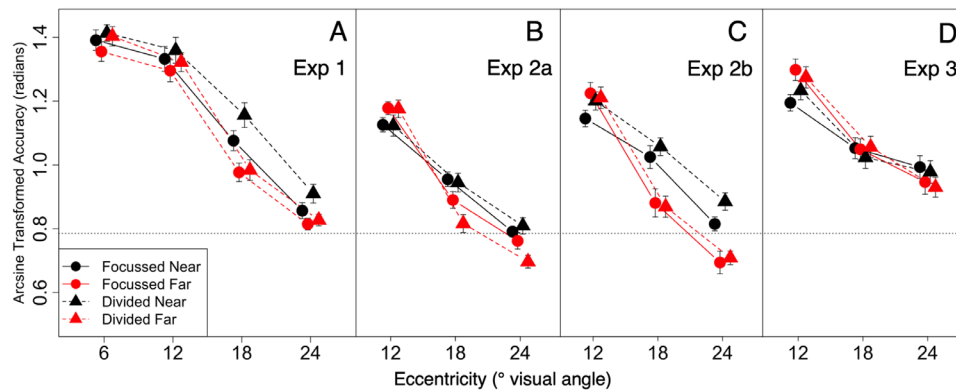 A
Exp 1
B
Exp 2a
C
Exp 2b
D
Exp 3
Arcsine Transformed Accuracy (radians)
1.4
1.2
1.0
0.8
0.6
Focussed Near
Focussed Far
Divided Near
Divided Far
6 12 18 24 12 18 24 12 18 24 12 18 24
Eccentricity (° visual angle)